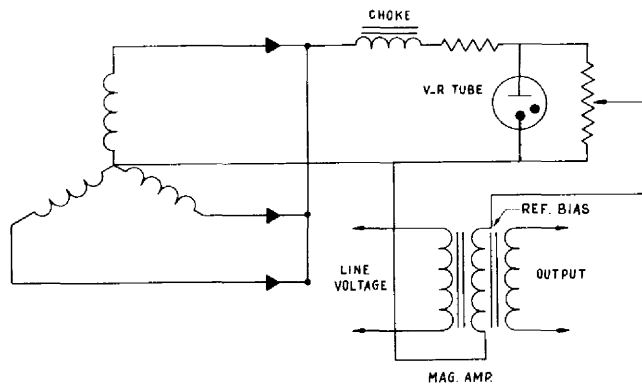 CHOKE
V-R TUBE
REF. BIAS
LINE
VOLTAGE
OUTPUT
MAG. AMP.